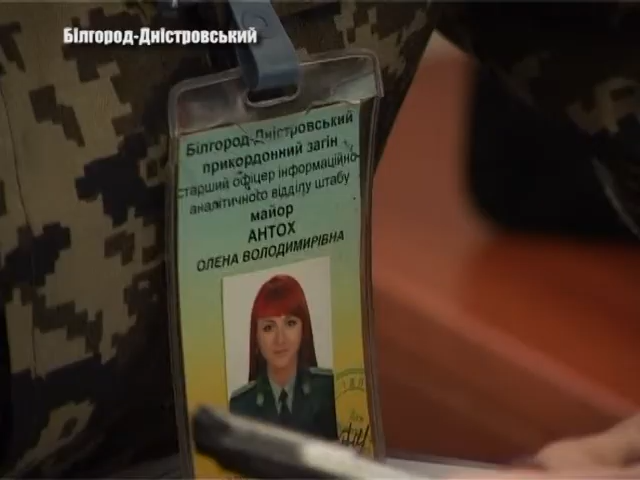 Білгород-Дністровський
Білгород-Дністровський
прикордонний загін
старший офіцер інформаційно
аналітичного відділу штабу
майор
АНТОХ
ОЛЕНА ВОЛОДИМИРІВНА